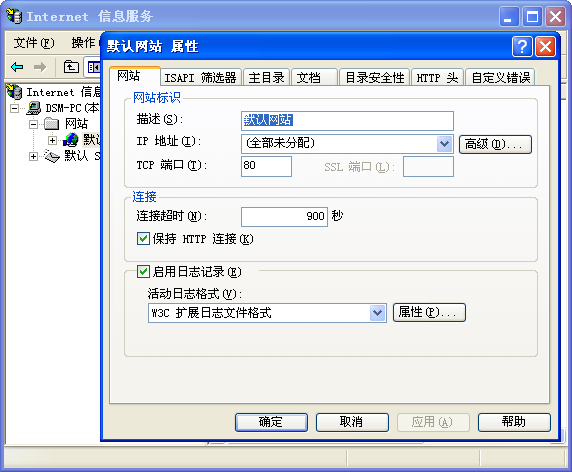 Internet 信息服务
文件(F) 操作
默认网站 属性
网站 ISAPI 筛选器 主目录 文档 目录安全性 HTTP 头 自定义错误
Internet 信息
DSM-PC(本
网站
默认
默认 S
网站标识
描述(S): 默认网站
IP 地址(I): (全部未分配) 高级(D)...
TCP 端口(T): 80 SSL 端口(L):
连接
连接超时(N): 900 秒
保持 HTTP 连接(K)
启用日志记录(E)
活动日志格式(V):
W3C 扩展日志文件格式 属性(P)...
确定 取消 应用(A) 帮助